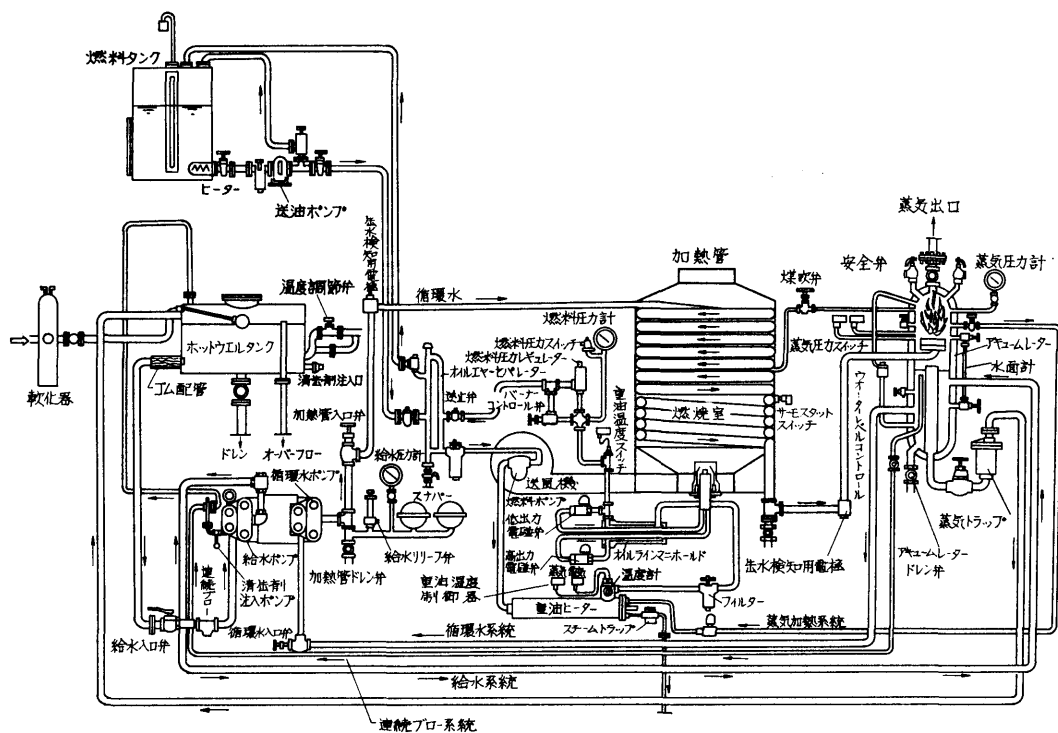 燃料タンク
ヒーター
送油ポンプ
缶水検知用電極
蒸気出口
加熱管
安全弁
蒸気圧力計
煤吹弁
温度調節弁
循環水
燃料圧力計
燃料圧力スイッチ
燃料圧力レギュレーター
オイルエヤーセパレーター
蒸気圧力スイッチ
アキュームレーター
水面計
ホットウエルタンク
ゴム配管
清缶剤注入口
軟化器
加熱管入口弁
送止弁
バーナー
コントロール弁
重油温度スイッチ
燃焼室
サーモスタット
スイッチ
ウオーターレベルコントロール
ドレン
オーバーフロー
給水圧力計
循環水ポンプ
スナバー
送風機
燃料ポンプ
低出力
電磁弁
蒸気トラップ
給水ポンプ
給水リリーフ弁
高出力
電磁弁
オイルラインマニホールド
缶水検知用電極
アキュームレーター
ドレン弁
清缶剤
注入ポンプ
連続ブロー
加熱管ドレン弁
重油温度
制御器
温度計
フィルター
重油ヒーター
給水入口弁
循環水入口弁
循環水系統
スチームトラップ
蒸気加熱系統
給水系統
連続ブロー系統